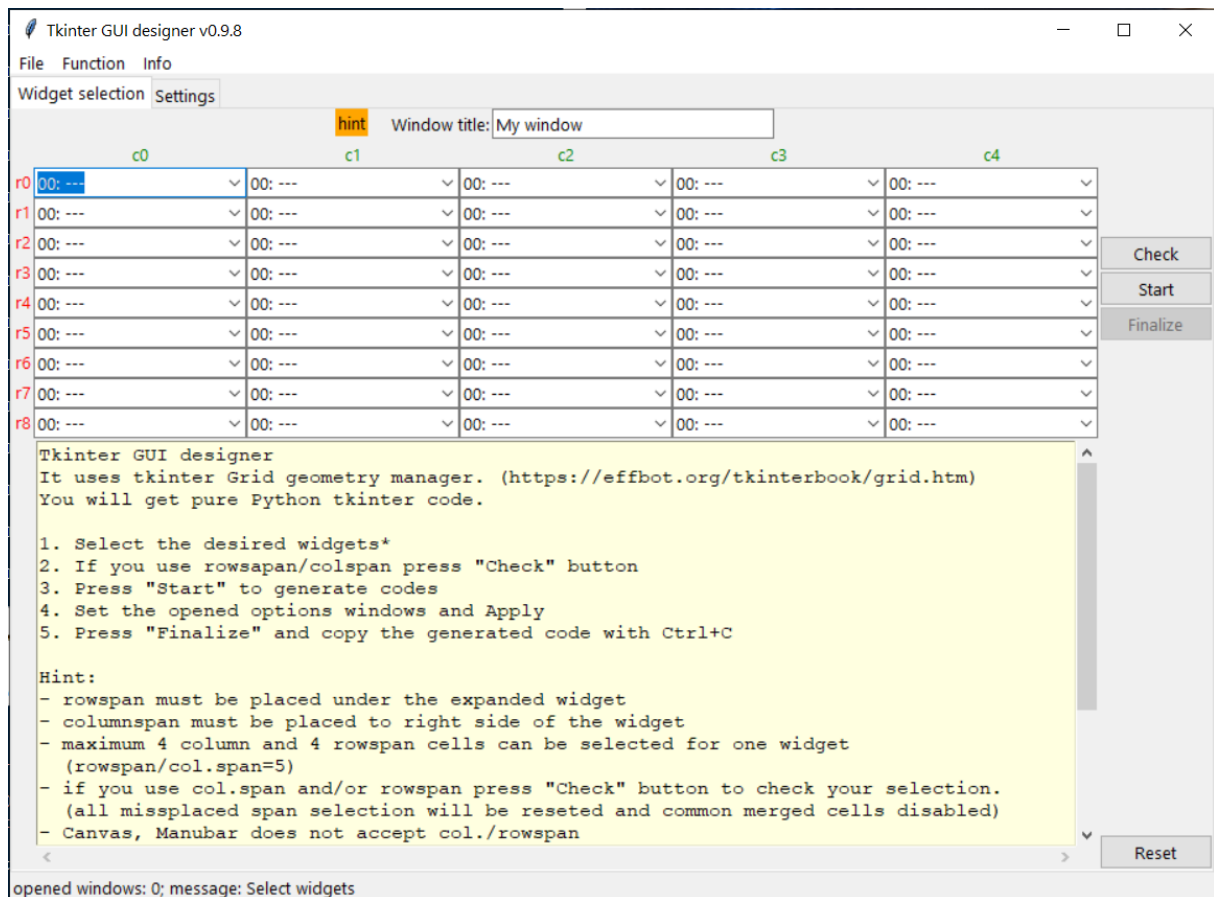 Tkinter GUI designer v0.9.8
File Function Info
Widget selection Settings
hint Window title: My window
c0 c1 c2 c3 c4
r0 00: --- 00: --- 00: --- 00: --- 00: ---
r1 00: --- 00: --- 00: --- 00: --- 00: ---
r2 00: --- 00: --- 00: --- 00: --- 00: ---
Check
r3 00: --- 00: --- 00: --- 00: --- 00: ---
Start
r4 00: --- 00: --- 00: --- 00: --- 00: ---
r5 00: --- 00: --- 00: --- 00: --- 00: ---
Finalize
r6 00: --- 00: --- 00: --- 00: --- 00: ---
r7 00: --- 00: --- 00: --- 00: --- 00: ---
r8 00: --- 00: --- 00: --- 00: --- 00: ---
Tkinter GUI designer
It uses tkinter Grid geometry manager. (https://effbot.org/tkinterbook/grid.htm)
You will get pure Python tkinter code.
1. Select the desired widgets*
2. If you use rowsapan/colspan press "Check" button
3. Press "Start" to generate codes
4. Set the opened options windows and Apply
5. Press "Finalize" and copy the generated code with Ctrl+C
Hint:
- rowspan must be placed under the expanded widget
- columnspan must be placed to right side of the widget
- maximum 4 column and 4 rowspan cells can be selected for one widget
(rowspan/col.span=5)
- if you use col.span and/or rowspan press "Check" button to check your selection.
(all missplaced span selection will be reseted and common merged cells disabled)
- Canvas, Manubar does not accept col./rowspan
Reset
opened windows: 0; message: Select widgets